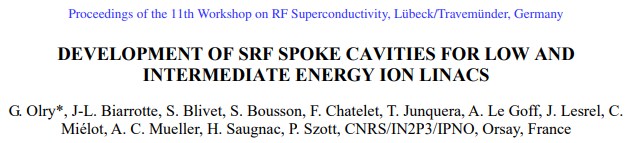 Proceedings of the 11th Workshop on RF Superconductivity, Lübeck/Travemünder, Germany
DEVELOPMENT OF SRF SPOKE CAVITIES FOR LOW AND
INTERMEDIATE ENERGY ION LINACS
G. Olry*, J-L. Biarrotte, S. Blivet, S. Bousson, F. Chatelet, T. Junquera, A. Le Goff, J. Lesrel, C.
Miélot, A. C. Mueller, H. Saugnac, P. Szott, CNRS/IN2P3/IPNO, Orsay, France